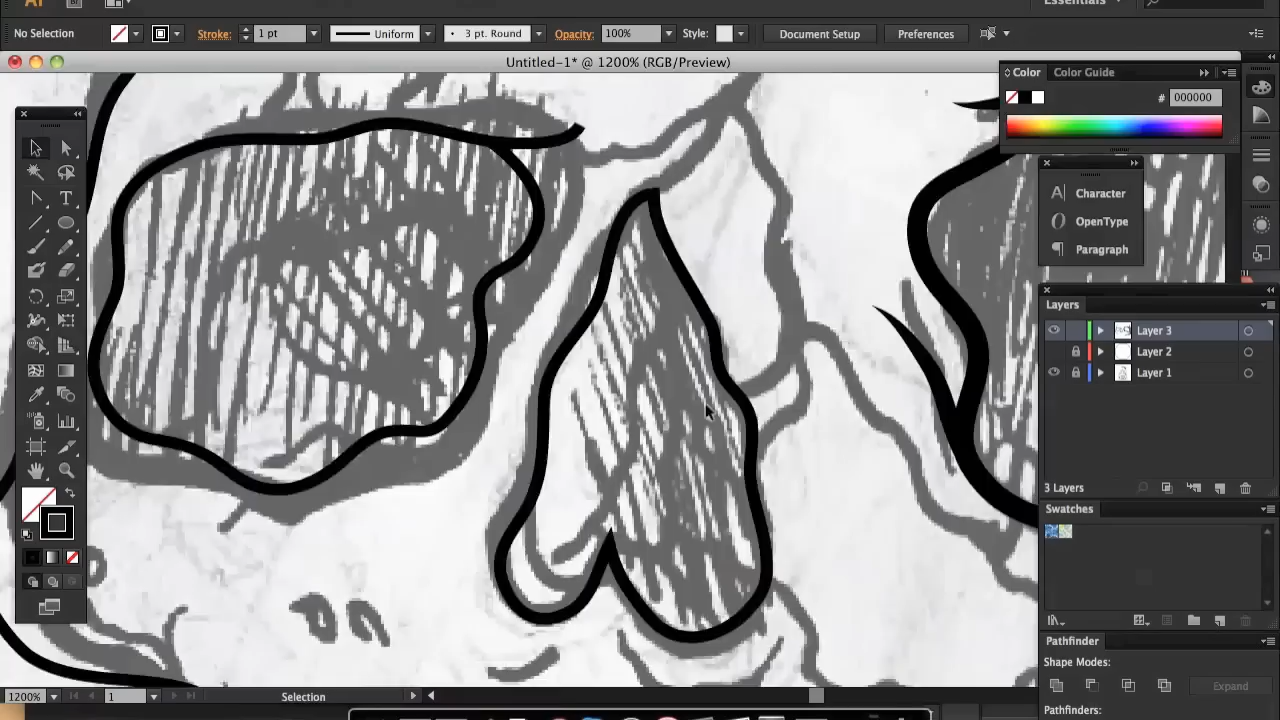 Ai
Essentials
No Selection
Stroke: 1 pt Uniform 3 pt. Round Opacity: 100% Style: Document Setup Preferences
Untitled-1* @ 1200% (RGB/Preview)
Color Color Guide
# 000000
Character
OpenType
Paragraph
Layers
Layer 3
Layer 2
Layer 1
3 Layers
Swatches
Pathfinder
Shape Modes:
Expand
Pathfinders:
1200% 1 Selection